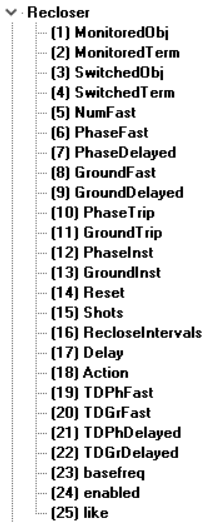 Recloser
(1) MonitoredObj
(2) MonitoredTerm
(3) SwitchedObj
(4) SwitchedTerm
(5) NumFast
(6) PhaseFast
(7) PhaseDelayed
(8) GroundFast
(9) GroundDelayed
(10) PhaseTrip
(11) GroundTrip
(12) PhaseInst
(13) GroundInst
(14) Reset
(15) Shots
(16) RecloseIntervals
(17) Delay
(18) Action
(19) TDPhFast
(20) TDGrFast
(21) TDPhDelayed
(22) TDGrDelayed
(23) basefreq
(24) enabled
(25) like